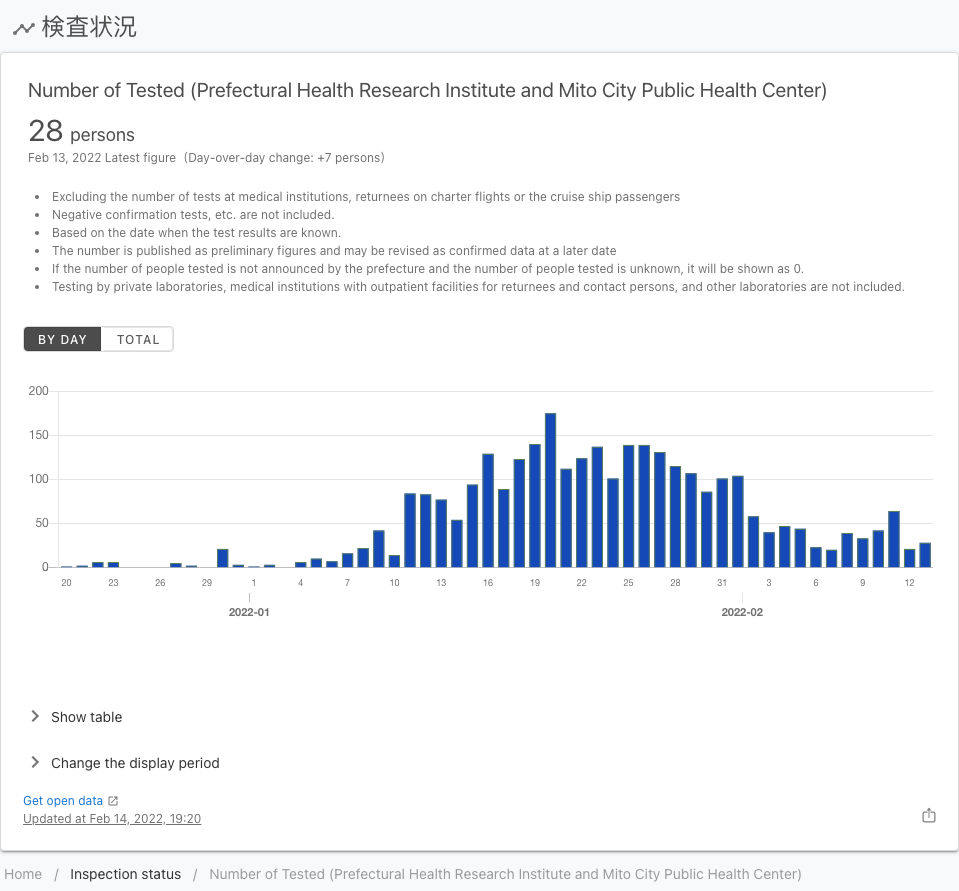 検査状況
Number of Tested (Prefectural Health Research Institute and Mito City Public Health Center)
28 persons
Feb 13, 2022 Latest figure (Day-over-day change: +7 persons)
Excluding the number of tests at medical institutions, returnees on charter flights or the cruise ship passengers
Negative confirmation tests, etc. are not included.
Based on the date when the test results are known.
The number is published as preliminary figures and may be revised as confirmed data at a later date
If the number of people tested is not announced by the prefecture and the number of people tested is unknown, it will be shown as 0.
Testing by private laboratories, medical institutions with outpatient facilities for returnees and contact persons, and other laboratories are not included.
BY DAY TOTAL
200
150
100
50
0
20 23 26 29 1 4 7 10 13 16 19 22 25 28 31 3 6 9 12
2022-01 2022-02
Show table
Change the display period
Get open data
Updated at Feb 14, 2022, 19:20
Home / Inspection status / Number of Tested (Prefectural Health Research Institute and Mito City Public Health Center)